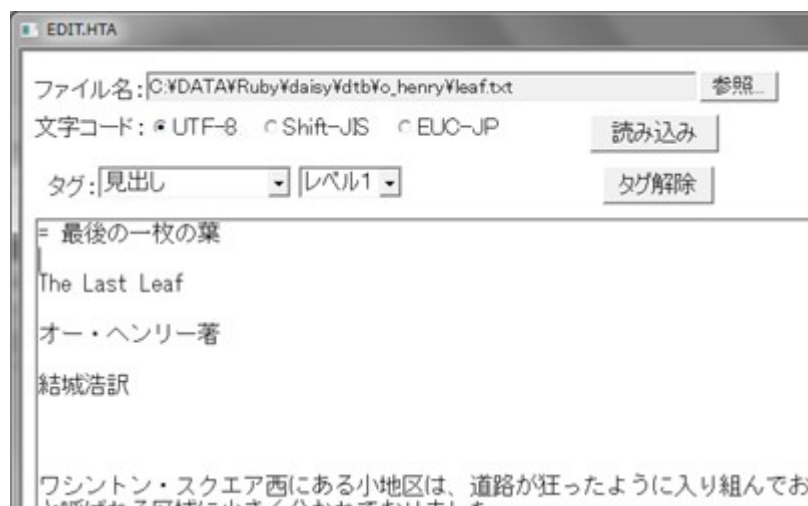 EDIT.HTA
ファイル名: C:¥DATA¥Ruby¥daisy¥dtb¥o_henry¥leaf.txt 参照...
文字コード: UTF-8 Shift-JIS EUC-JP 読み込み
タグ: 見出し レベル1 タグ解除
= 最後の一枚の葉
The Last Leaf
オー・ヘンリー著
結城浩訳
ワシントン・スクエア西にある小地区は、道路が狂ったように入り組んでお